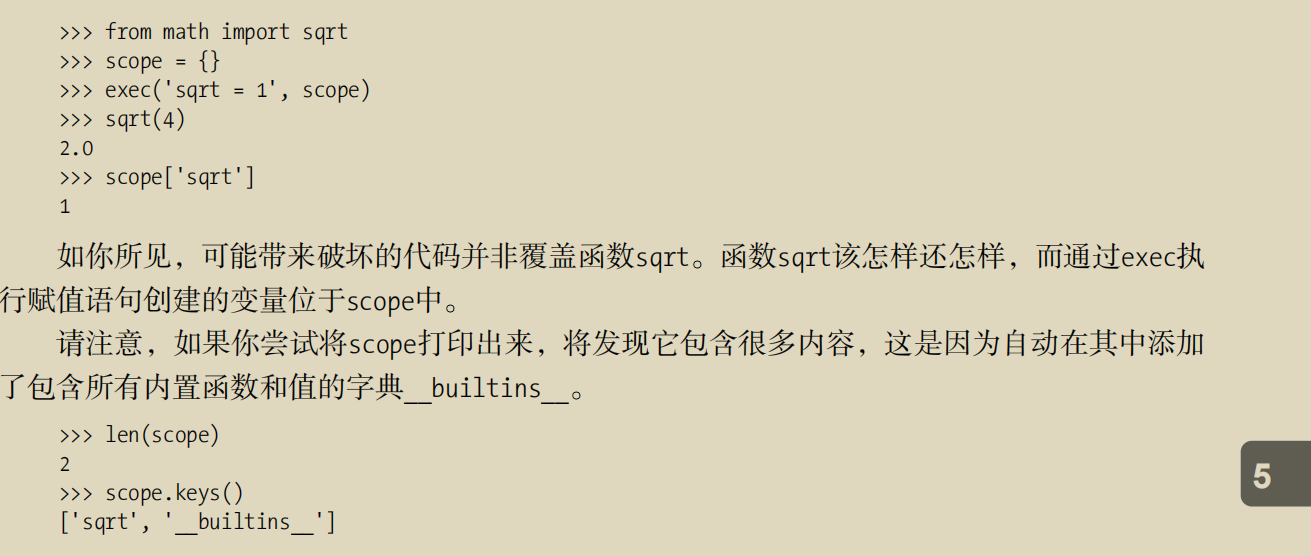 >>> from math import sqrt
>>> scope = {}
>>> exec('sqrt = 1', scope)
>>> sqrt(4)
2.0
>>> scope['sqrt']
1
如你所见，可能带来破坏的代码并非覆盖函数sqrt。函数sqrt该怎样还怎样，而通过exec执
行赋值语句创建的变量位于scope中。
请注意，如果你尝试将scope打印出来，将发现它包含很多内容，这是因为自动在其中添加
了包含所有内置函数和值的字典__builtins__。
>>> len(scope)
2
>>> scope.keys()
['sqrt', '__builtins__']
5